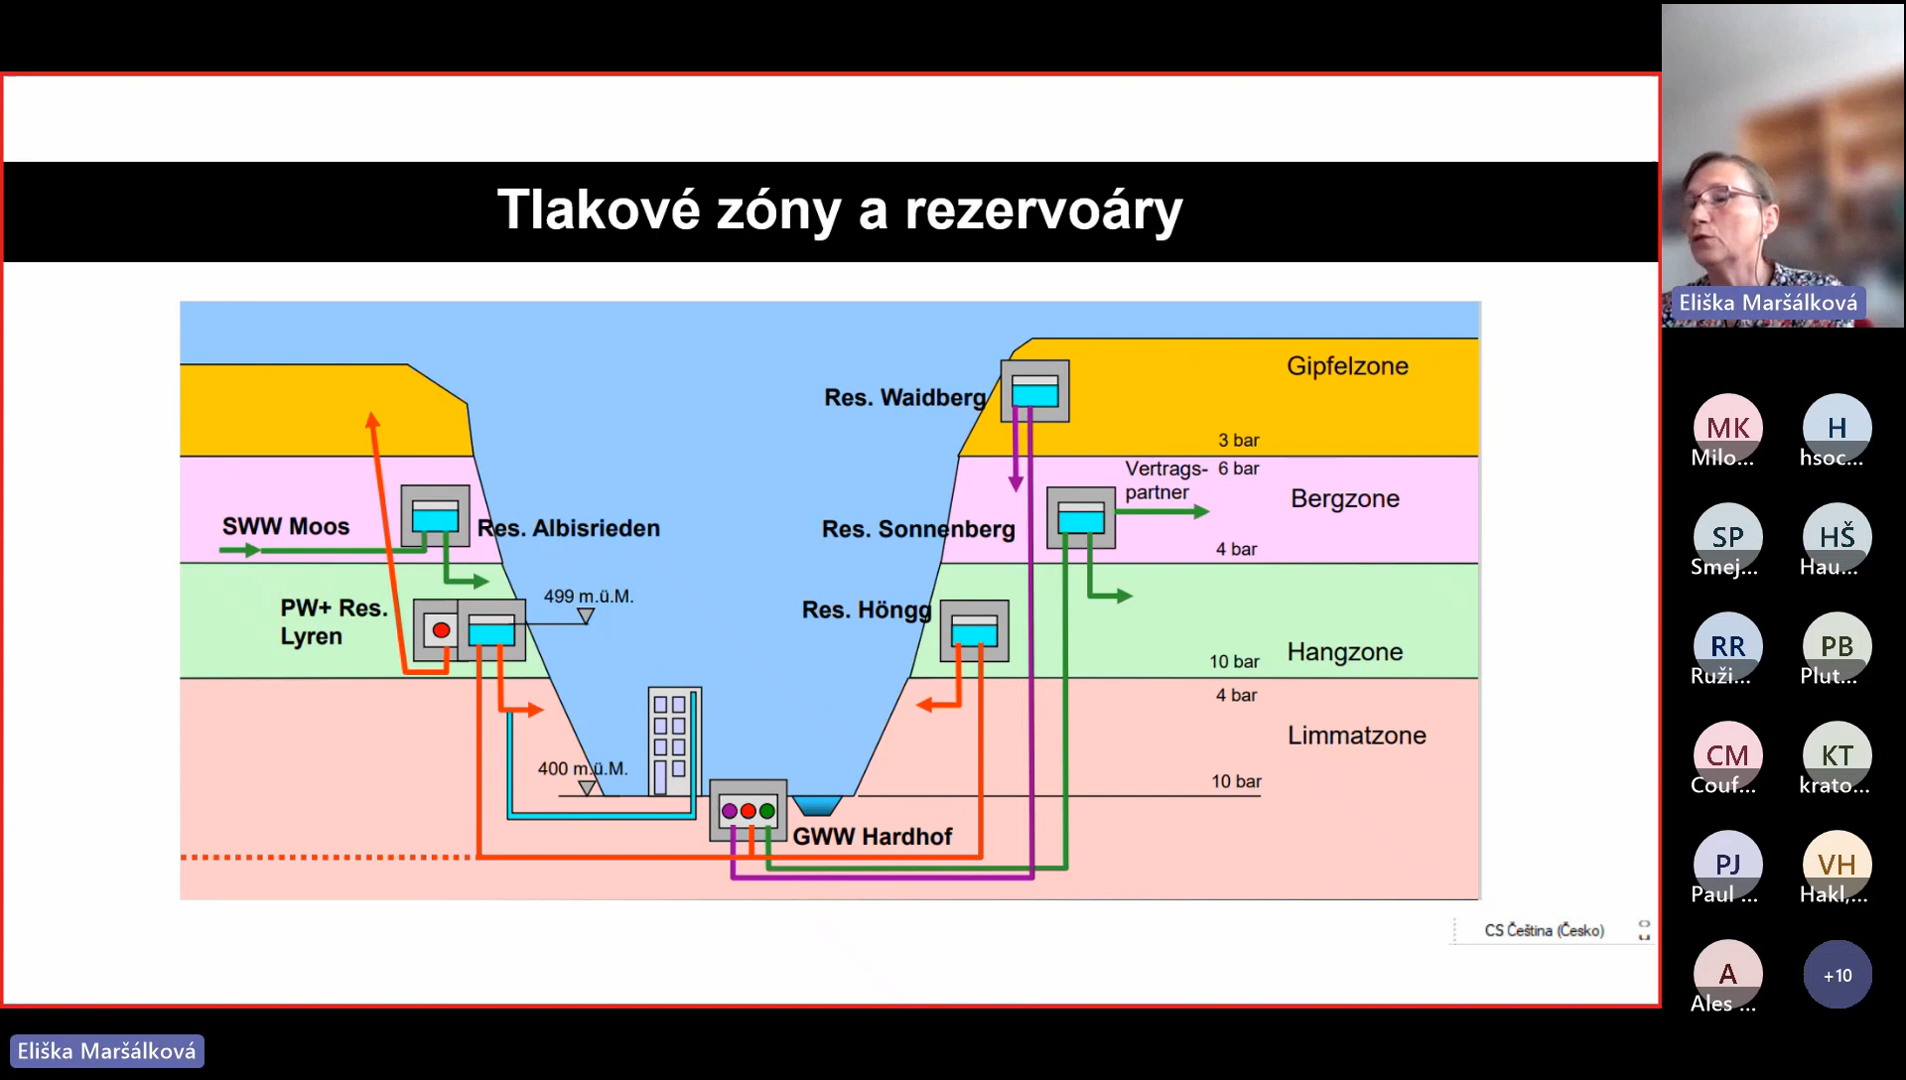 Tlakové zóny a rezervoáry
Gipfelzone
Res. Waidberg
3 bar
Vertrags-
partner
6 bar
Bergzone
SWW Moos
Res. Albisrieden
Res. Sonnenberg
4 bar
499 m.ü.M.
PW+ Res.
Lyren
Res. Höngg
10 bar
Hangzone
4 bar
Limmatzone
400 m.ü.M.
10 bar
GWW Hardhof
CS Čeština (Česko)
Eliška Maršálková
MK
Milo...
H
hsoc...
SP
Smej...
HŠ
Hau...
RR
Ruži...
PB
Plut...
CM
Couf...
KT
krato...
PJ
Paul ...
VH
Hakl,...
A
Ales ...
+10
Eliška Maršálková